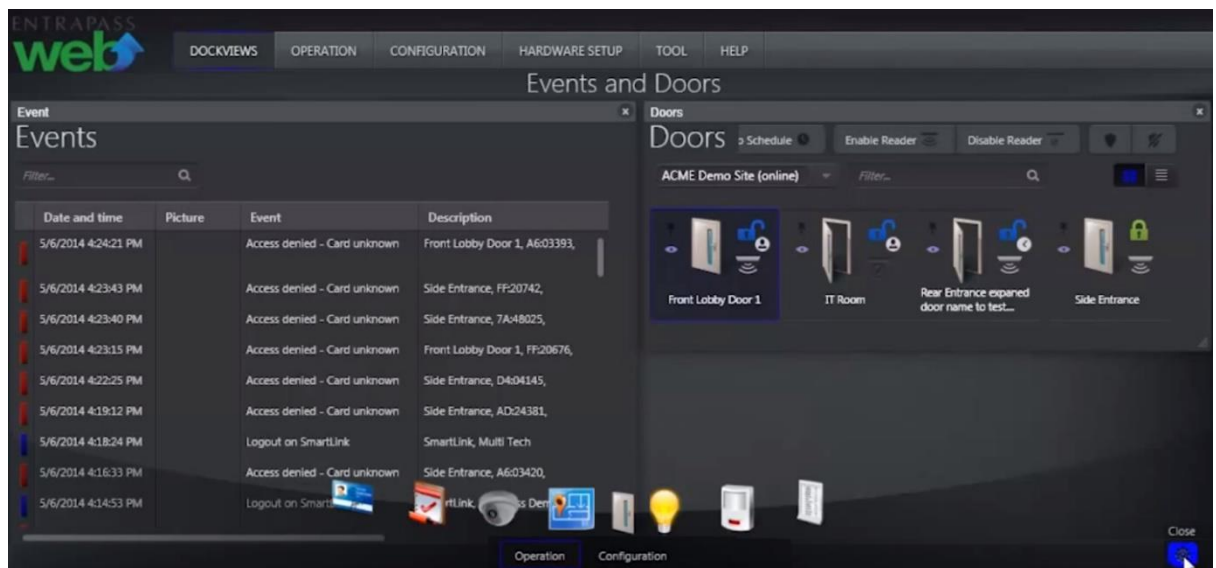 ENTRAPASS
web
DOCKVIEWS OPERATION CONFIGURATION HARDWARE SETUP TOOL HELP
Events and Doors
Event
Events
Filter...
Date and time Picture Event Description
5/6/2014 4:24:21 PM Access denied - Card unknown Front Lobby Door 1, A6:03393,
5/6/2014 4:23:43 PM Access denied - Card unknown Side Entrance, FF:20742,
5/6/2014 4:23:40 PM Access denied - Card unknown Side Entrance, 7A:48025,
5/6/2014 4:23:15 PM Access denied - Card unknown Front Lobby Door 1, FF:20676,
5/6/2014 4:22:25 PM Access denied - Card unknown Side Entrance, D4:04145,
5/6/2014 4:19:12 PM Access denied - Card unknown Side Entrance, AD:24381,
5/6/2014 4:18:24 PM Logout on SmartLink SmartLink, Multi Tech
5/6/2014 4:16:33 PM Access denied - Card unknown Side Entrance, A6:03420,
5/6/2014 4:14:53 PM Logout on
Doors
Doors Schedule Enable Reader Disable Reader
ACME Demo Site (online) Filter...
Front Lobby Door 1
IT Room
Rear Entrance expaned
door name to test...
Side Entrance
Operation Configuration
Close